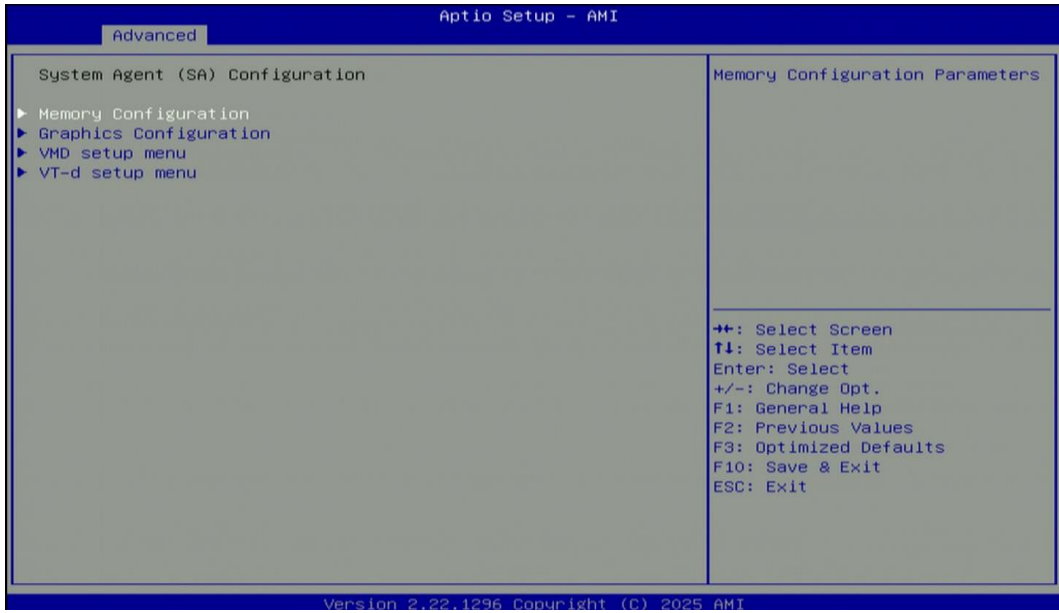 Aptio Setup - AMI
Advanced
System Agent (SA) Configuration
▶ Memory Configuration
▶ Graphics Configuration
▶ VMD setup menu
▶ VT-d setup menu
Memory Configuration Parameters
→←: Select Screen
↑↓: Select Item
Enter: Select
+/-: Change Opt.
F1: General Help
F2: Previous Values
F3: Optimized Defaults
F10: Save & Exit
ESC: Exit
Version 2.22.1296 Copyright (C) 2025 AMI